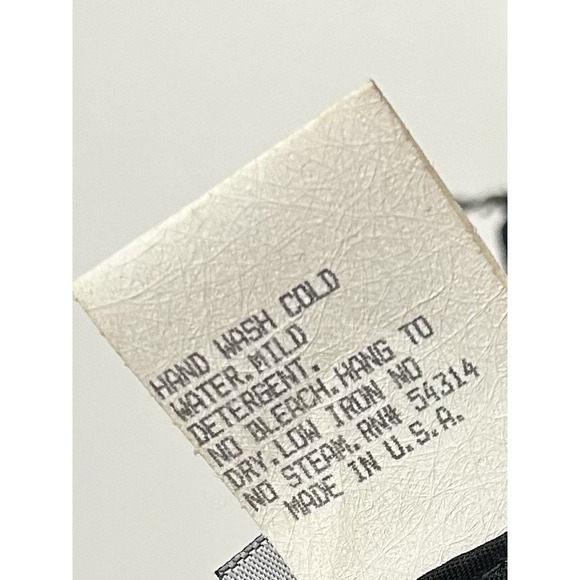 HAND WASH COLD
WATER.MILD
DETERGENT.
NO BLEACH.HANG TO
DRY.LOW IRON NO
NO STEAM.RN# 54314
MADE IN U.S.A.